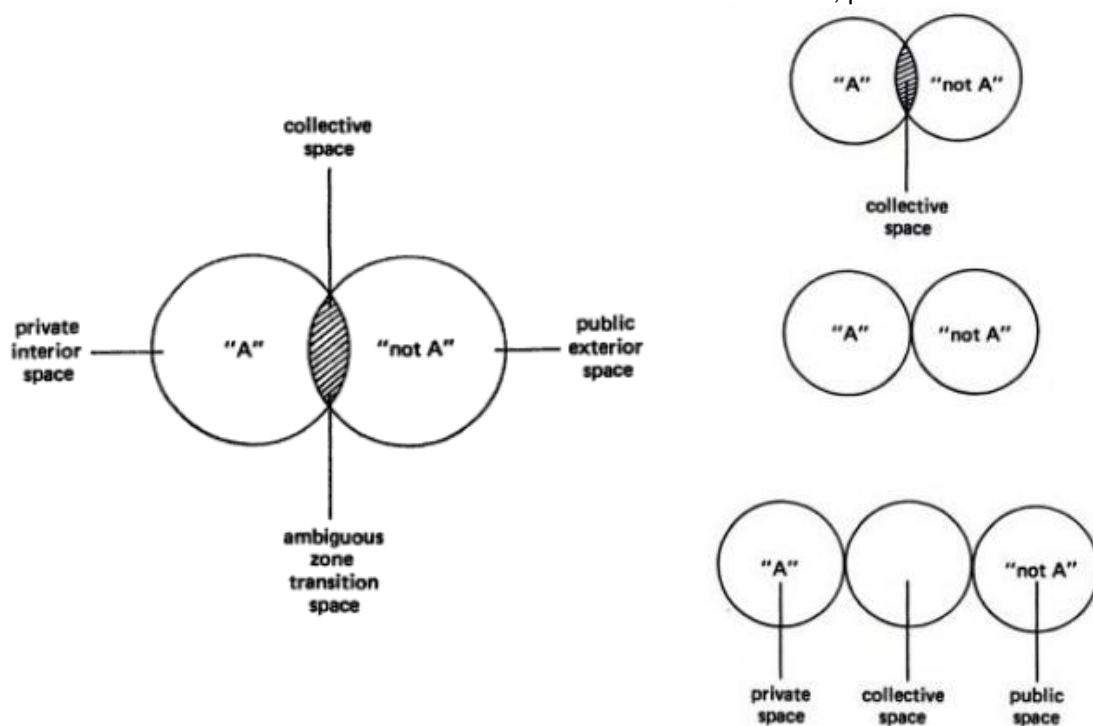 collective
space
private
interior
space
"A"
"not A"
public
exterior
space
ambiguous
zone
transition
space
"A"
"not A"
collective
space
"A"
"not A"
"A"
"not A"
private
space
collective
space
public
space